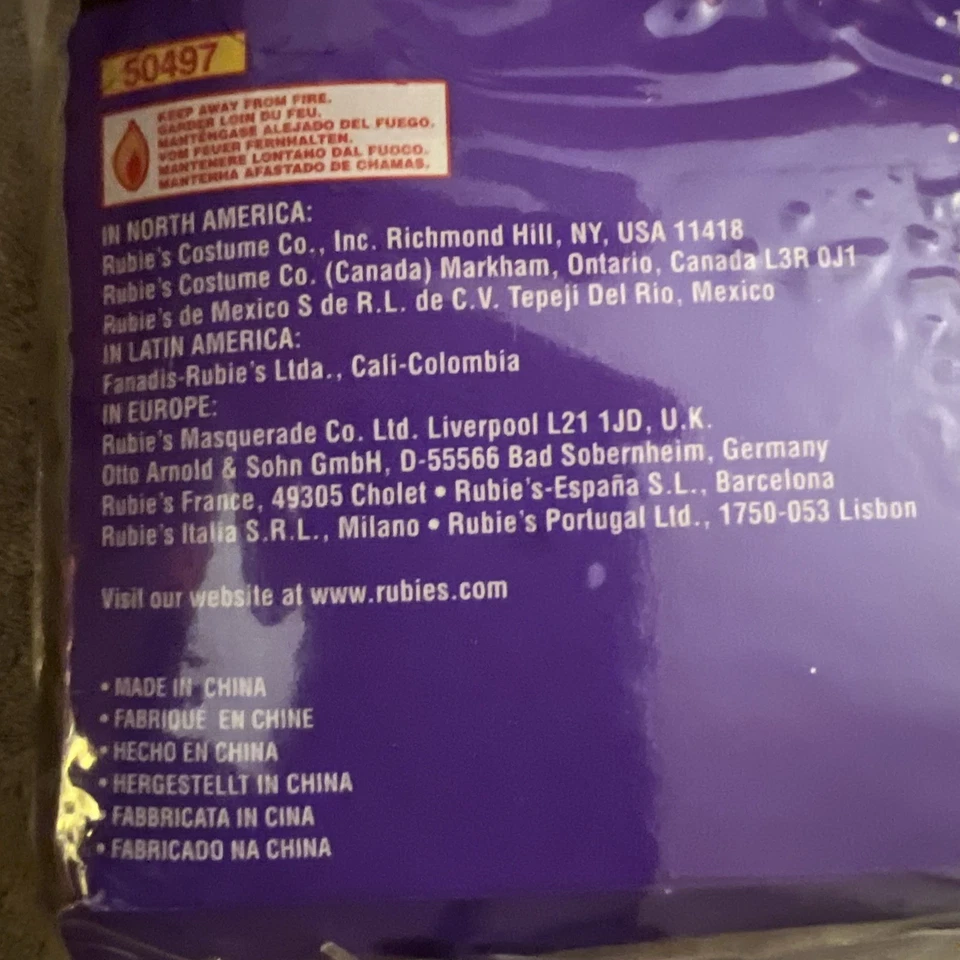 50497
KEEP AWAY FROM FIRE.
GARDER LOIN DU FEU.
MANTÉNGASE ALEJADO DEL FUEGO.
VOM FEUER FERNHALTEN.
MANTENERE LONTANO DAL FUOCO.
MANTENHA AFASTADO DE CHAMAS.
IN NORTH AMERICA:
Rubie's Costume Co., Inc. Richmond Hill, NY, USA 11418
Rubie's Costume Co. (Canada) Markham, Ontario, Canada L3R 0J1
Rubie's de Mexico S de R.L. de C.V. Tepeji Del Rio, Mexico
IN LATIN AMERICA:
Fanadis-Rubie's Ltda., Cali-Colombia
IN EUROPE:
Rubie's Masquerade Co. Ltd. Liverpool L21 1JD, U.K.
Otto Arnold & Sohn GmbH, D-55566 Bad Sobernheim, Germany
Rubie's France, 49305 Cholet • Rubie's-España S.L., Barcelona
Rubie's Italia S.R.L., Milano • Rubie's Portugal Ltd., 1750-053 Lisbon
Visit our website at www.rubies.com
• MADE IN CHINA
• FABRIQUÉ EN CHINE
• HECHO EN CHINA
• HERGESTELLT IN CHINA
• FABBRICATA IN CINA
• FABRICADO NA CHINA